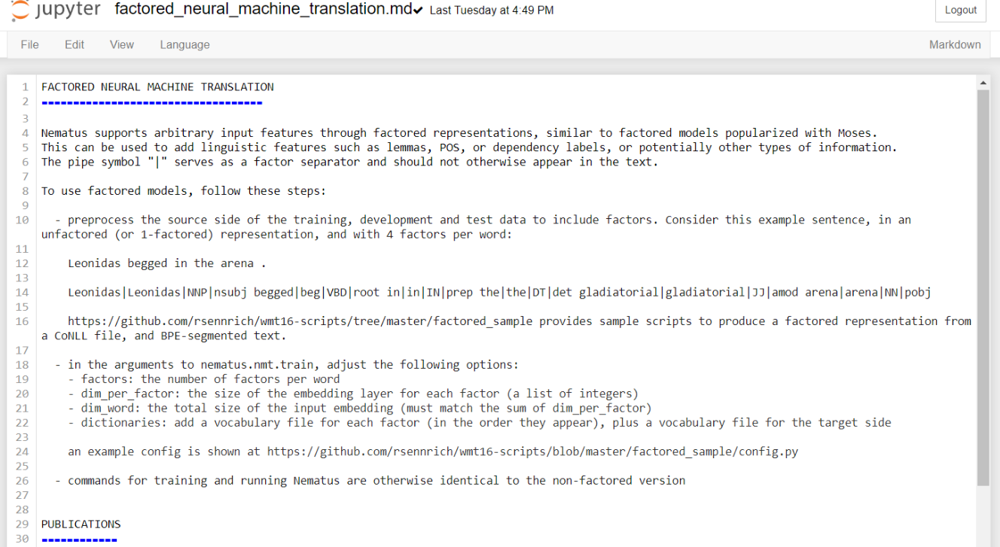 jupyter factored_neural_machine_translation.md✔ Last Tuesday at 4:49 PM Logout
File Edit View Language Markdown
1 FACTORED NEURAL MACHINE TRANSLATION
2 ----------------------------------
3
4 Nematus supports arbitrary input features through factored representations, similar to factored models popularized with Moses.
5 This can be used to add linguistic features such as lemmas, POS, or dependency labels, or potentially other types of information.
6 The pipe symbol "|" serves as a factor separator and should not otherwise appear in the text.
7
8 To use factored models, follow these steps:
9
10 - preprocess the source side of the training, development and test data to include factors. Consider this example sentence, in an
unfactored (or 1-factored) representation, and with 4 factors per word:
11
12 Leonidas begged in the arena .
13
14 Leonidas|Leonidas|NNP|nsubj begged|beg|VBD|root in|in|IN|prep the|the|DT|det gladiatorial|gladiatorial|JJ|amod arena|arena|NN|pobj
15
16 https://github.com/rsennrich/wmt16-scripts/tree/master/factored_sample provides sample scripts to produce a factored representation from
a CoNLL file, and BPE-segmented text.
17
18 - in the arguments to nematus.nmt.train, adjust the following options:
19 - factors: the number of factors per word
20 - dim_per_factor: the size of the embedding layer for each factor (a list of integers)
21 - dim_word: the total size of the input embedding (must match the sum of dim_per_factor)
22 - dictionaries: add a vocabulary file for each factor (in the order they appear), plus a vocabulary file for the target side
23
24 an example config is shown at https://github.com/rsennrich/wmt16-scripts/blob/master/factored_sample/config.py
25
26 - commands for training and running Nematus are otherwise identical to the non-factored version
27
28
29 PUBLICATIONS
30 ------------